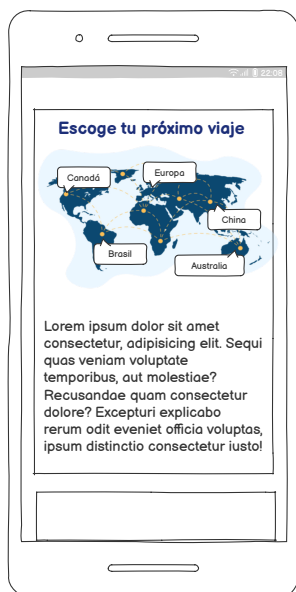 22:08
Escoge tu próximo viaje
Canadá
Europa
China
Brasil
Australia
Lorem ipsum dolor sit amet
consectetur, adipisicing elit. Sequi
quas veniam voluptate
temporibus, aut molestiae?
Recusandae quam consectetur
dolore? Excepturi explicabo
rerum odit eveniet officia voluptas,
ipsum distinctio consectetur iusto!